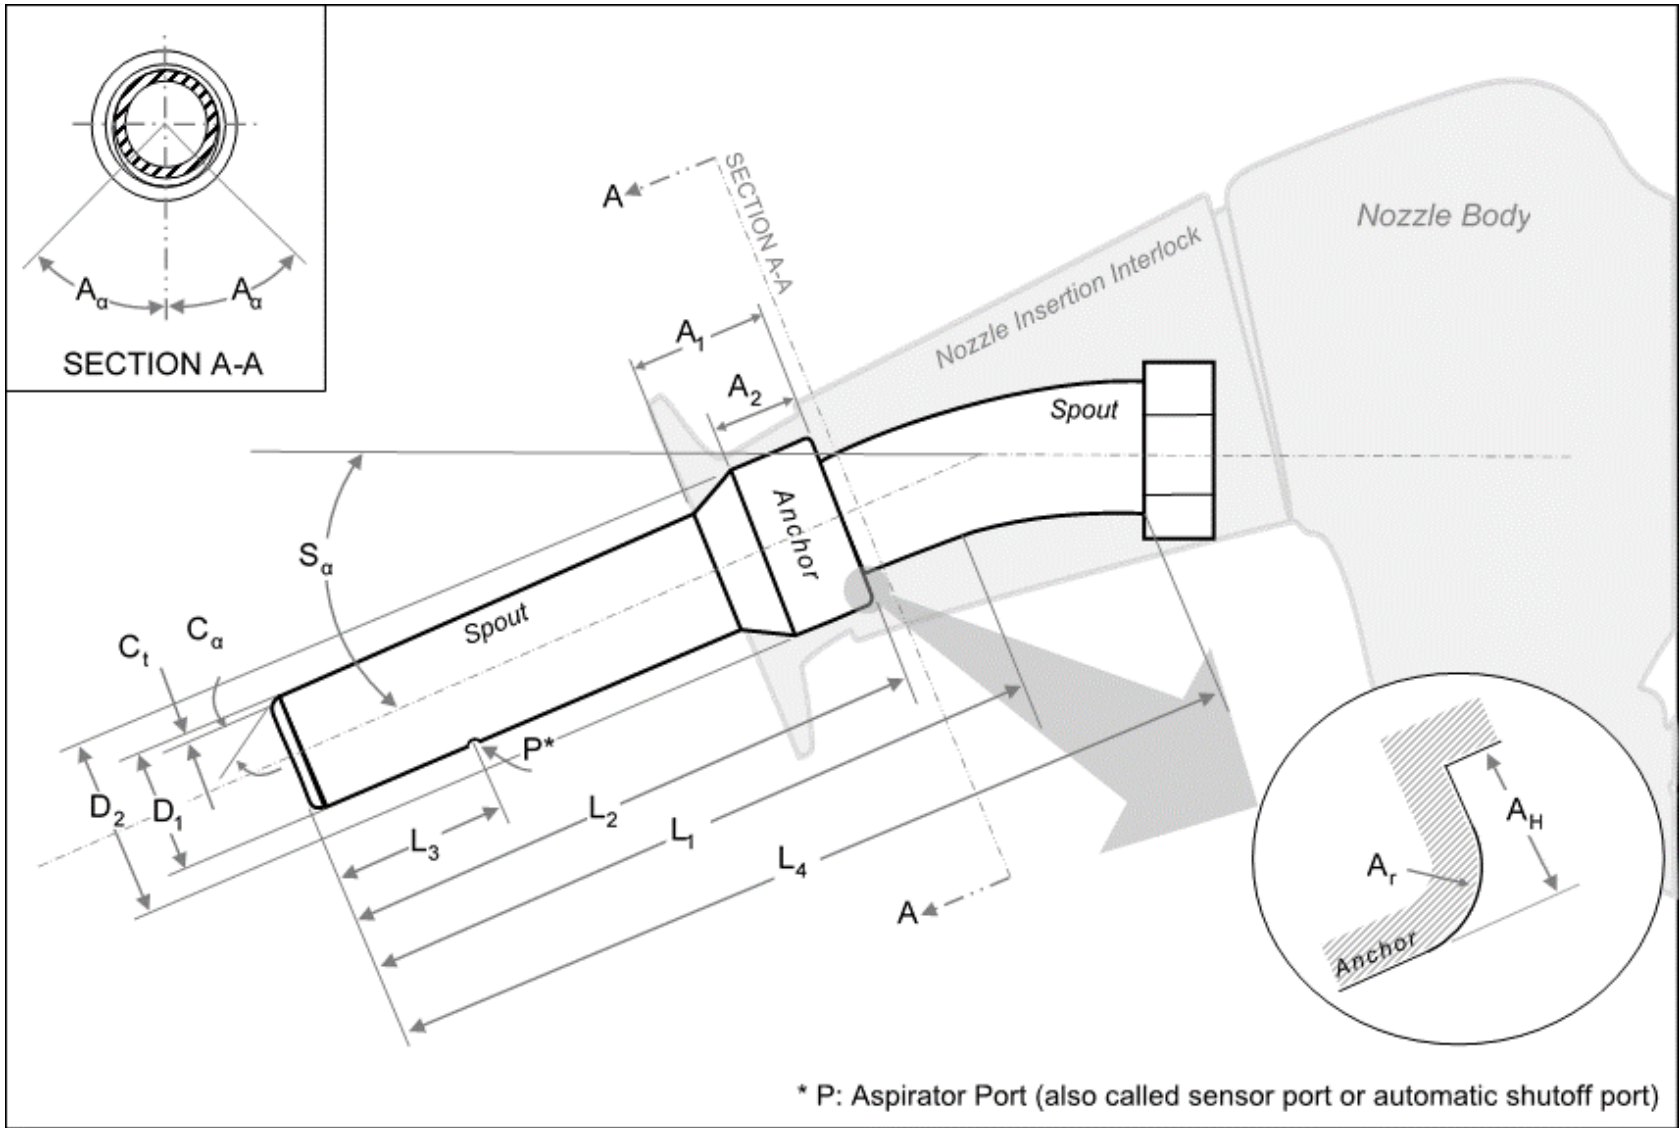 Aα
Aα
SECTION A-A
A
SECTION A-A
Nozzle Body
Nozzle Insertion Interlock
A1
A2
Spout
Anchor
Sα
Spout
Cα
Ct
P*
D2
D1
L3
L2
L1
L4
A
AH
Ar
Anchor
* P: Aspirator Port (also called sensor port or automatic shutoff port)